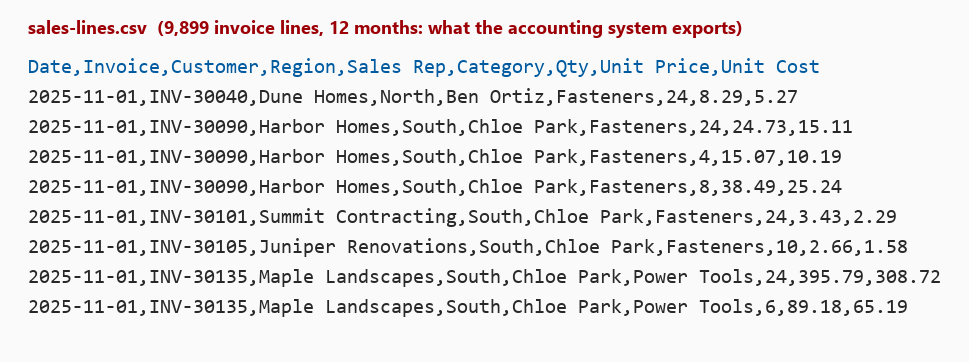 sales-lines.csv (9,899 invoice lines, 12 months: what the accounting system exports)
Date,Invoice,Customer,Region,Sales Rep,Category,Qty,Unit Price,Unit Cost
2025-11-01,INV-30040,Dune Homes,North,Ben Ortiz,Fasteners,24,8.29,5.27
2025-11-01,INV-30090,Harbor Homes,South,Chloe Park,Fasteners,24,24.73,15.11
2025-11-01,INV-30090,Harbor Homes,South,Chloe Park,Fasteners,4,15.07,10.19
2025-11-01,INV-30090,Harbor Homes,South,Chloe Park,Fasteners,8,38.49,25.24
2025-11-01,INV-30101,Summit Contracting,South,Chloe Park,Fasteners,24,3.43,2.29
2025-11-01,INV-30105,Juniper Renovations,South,Chloe Park,Fasteners,10,2.66,1.58
2025-11-01,INV-30135,Maple Landscapes,South,Chloe Park,Power Tools,24,395.79,308.72
2025-11-01,INV-30135,Maple Landscapes,South,Chloe Park,Power Tools,6,89.18,65.19